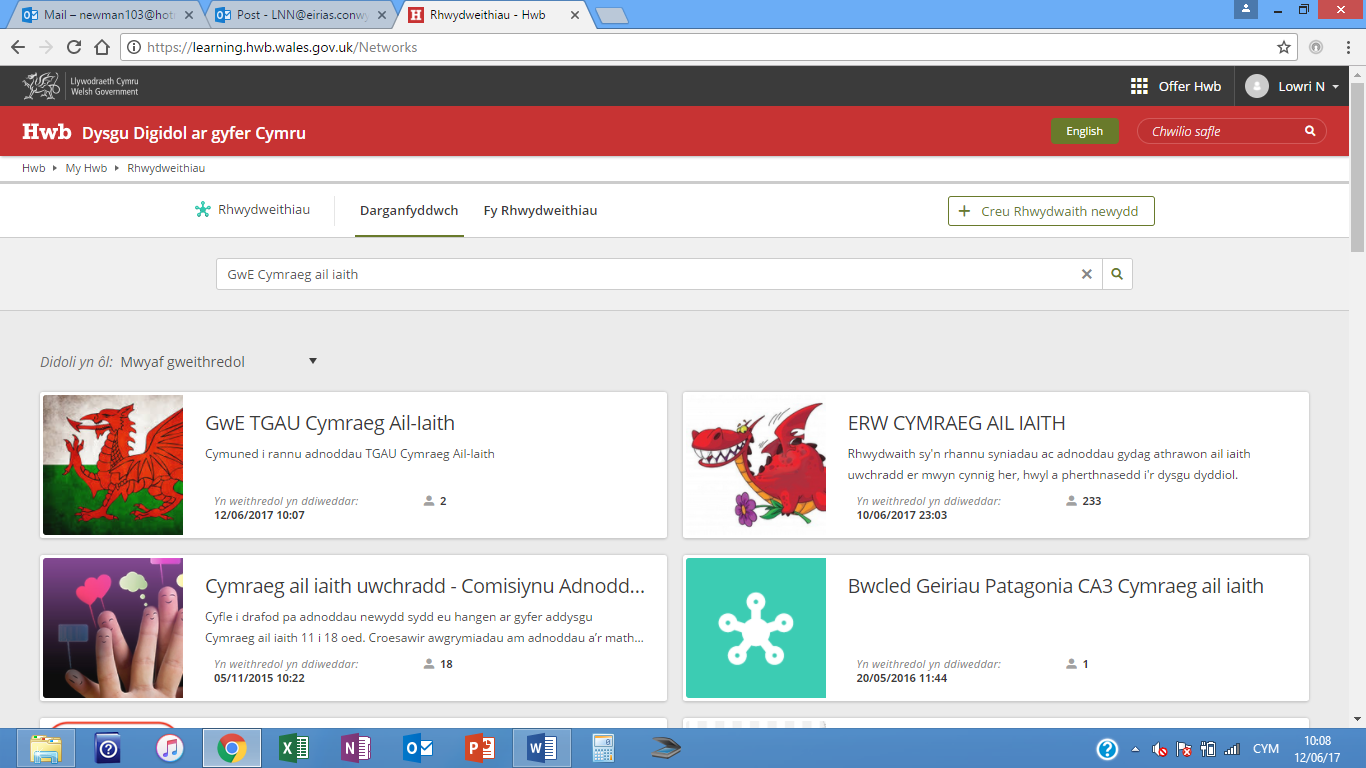 Mail – newman103@hot
Post - LNN@eirias.conw
Rhwydweithiau - Hwb
https://learning.hwb.wales.gov.uk/Networks
Llywodraeth Cymru
Welsh Government
Offer Hwb
Lowri N
Hwb Dysgu Digidol ar gyfer Cymru
English
Chwilio safle
Hwb
My Hwb
Rhwydweithiau
Rhwydweithiau
Darganfyddwch
Fy Rhwydweithiau
+ Creu Rhwydwaith newydd
GwE Cymraeg ail iaith
Didoli yn ôl: Mwyaf gweithredol
GwE TGAU Cymraeg Ail-Iaith
Cymuned i rannu adnoddau TGAU Cymraeg Ail-Iaith
Yn weithredol yn ddiweddar:
12/06/2017 10:07
2
ERW CYMRAEG AIL IAITH
Rhwydwaith sy'n rhannu syniadau ac adnoddau gydag athrawon ail iaith
uwchradd er mwyn cynnig her, hwyl a pherthnasedd i'r dysgu dyddiol.
Yn weithredol yn ddiweddar:
10/06/2017 23:03
233
Cymraeg ail iaith uwchradd - Comisiynu Adnodd...
Cyfle i drafod pa adnoddau newydd sydd eu hangen ar gyfer addysgu
Cymraeg ail iaith 11 i 18 oed. Croesawir awgrymiadau am adnoddau a’r math...
Yn weithredol yn ddiweddar:
05/11/2015 10:22
18
Bwcled Geiriau Patagonia CA3 Cymraeg ail iaith
Yn weithredol yn ddiweddar:
20/05/2016 11:44
1
CYM
10:08
12/06/17